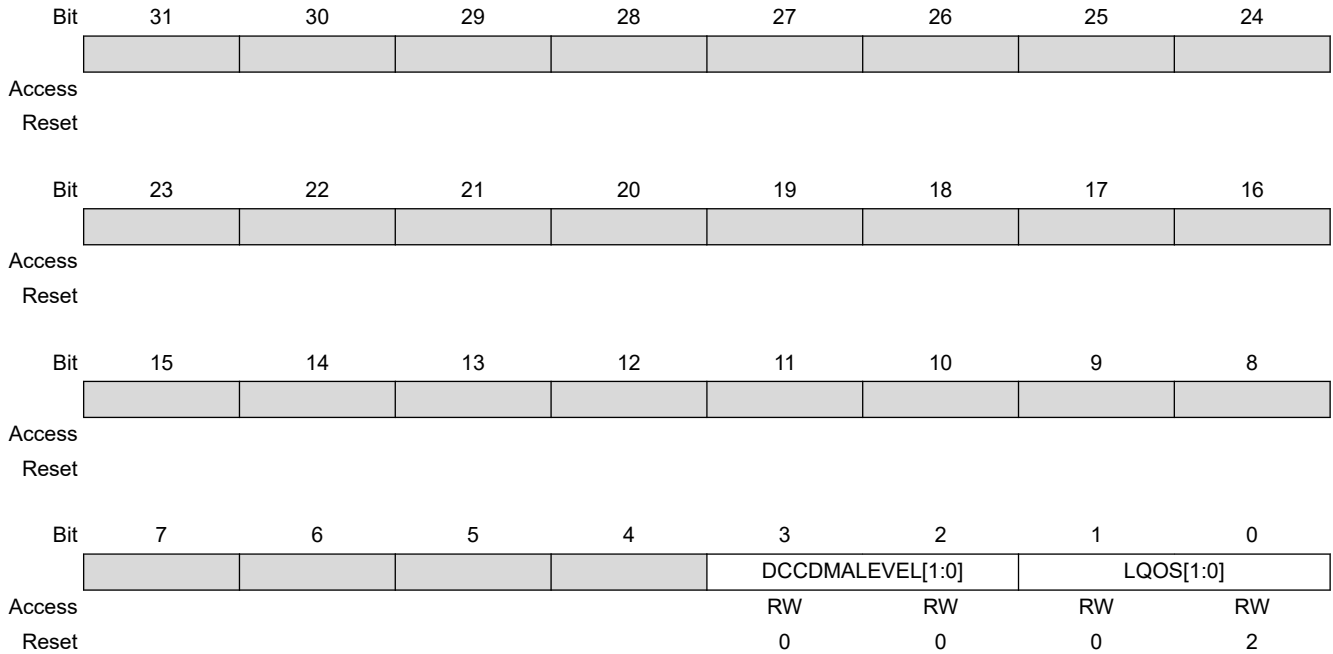 Bit 31 30 29 28 27 26 25 24
Access
Reset
Bit 23 22 21 20 19 18 17 16
Access
Reset
Bit 15 14 13 12 11 10 9 8
Access
Reset
Bit 7 6 5 4 3 2 1 0
DCCDMALEVEL[1:0] LQOS[1:0]
Access RW RW RW RW
Reset 0 0 0 2